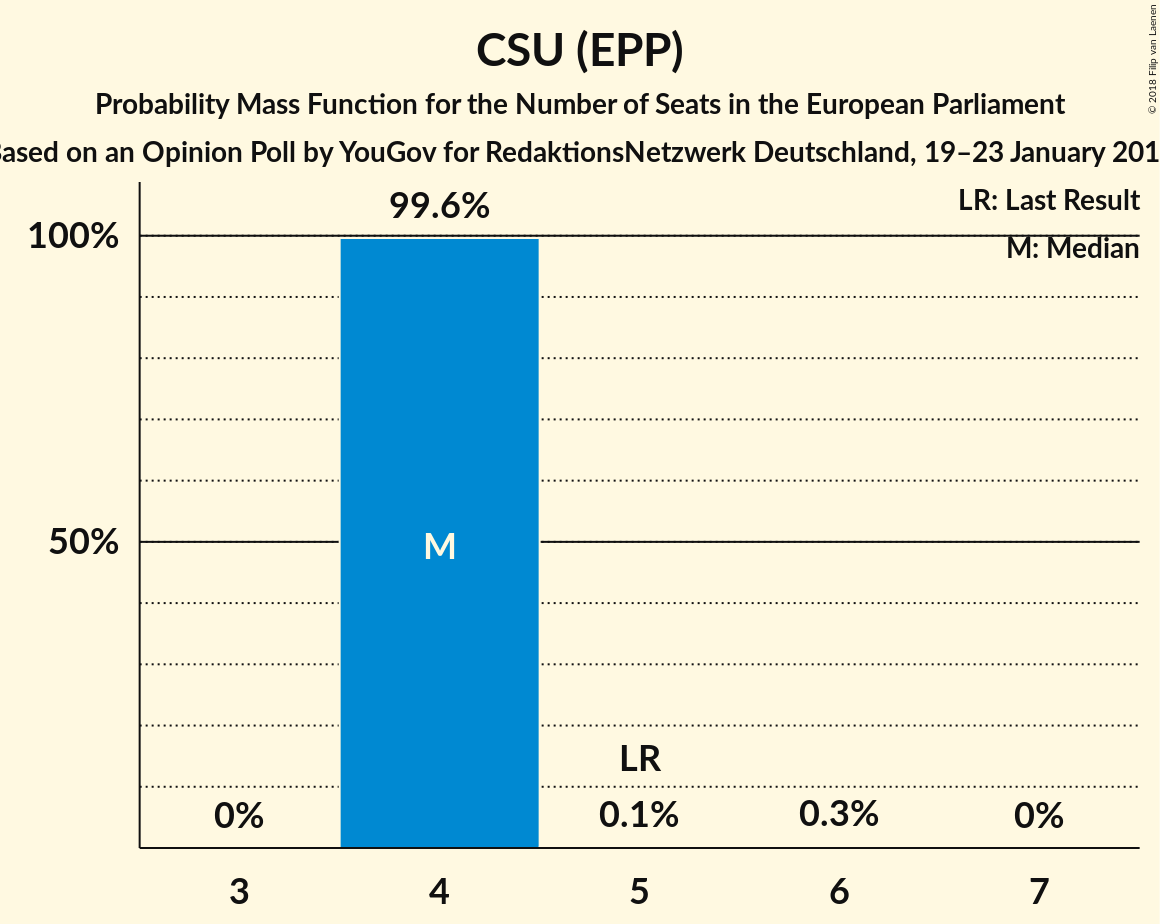 CSU (EPP)
Probability Mass Function for the Number of Seats in the European Parliament
ased on an Opinion Poll by YouGov for RedaktionsNetzwerk Deutschland, 19–23 January 201
© 2018 Filip van Laenen
LR: Last Result
M: Median
99.6%
100%
50%
M
LR
0%
0.1%
0.3%
0%
3
4
5
6
7